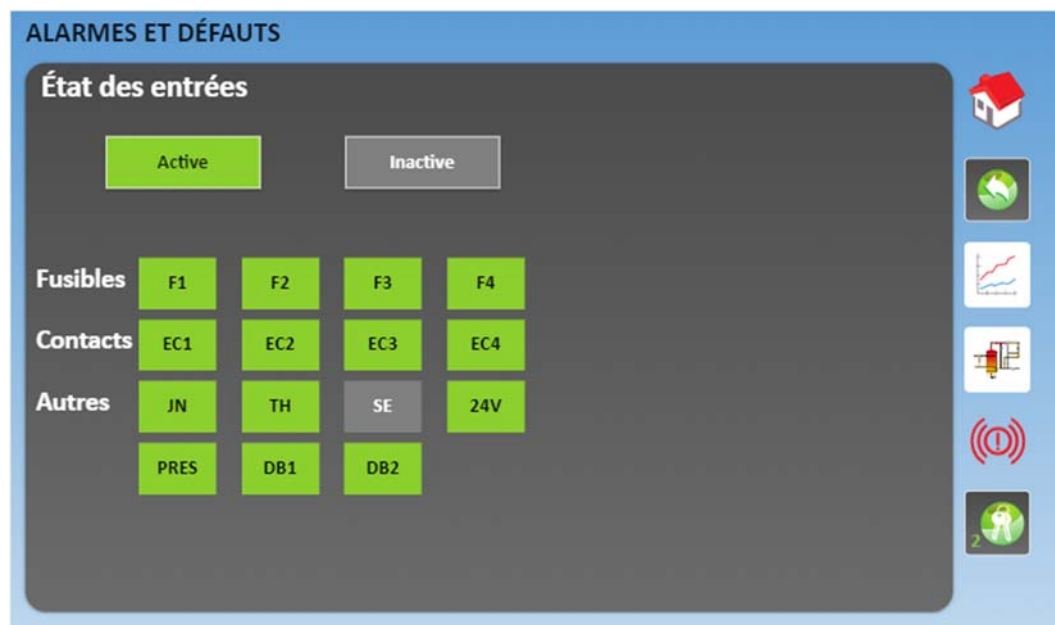 ALARMES ET DÉFAUTS
État des entrées
Active Inactive
Fusibles F1 F2 F3 F4
Contacts EC1 EC2 EC3 EC4
Autres JN TH SE 24V
PRES DB1 DB2
2